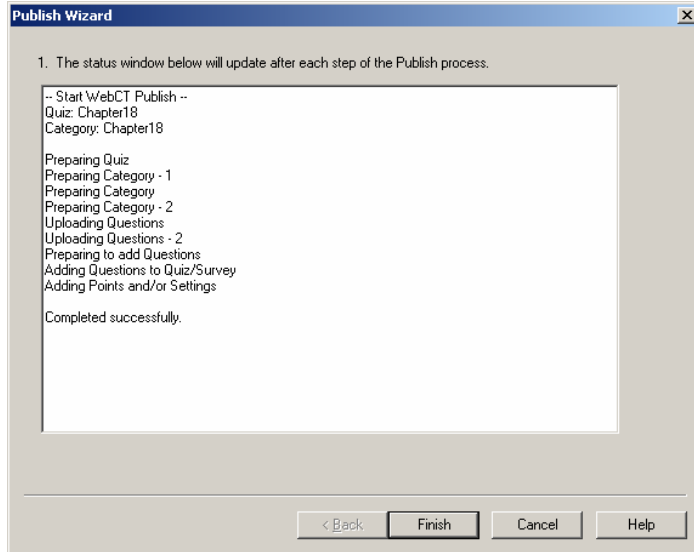 Publish Wizard
1. The status window below will update after each step of the Publish process.
-- Start WebCT Publish --
Quiz: Chapter18
Category: Chapter18
Preparing Quiz
Preparing Category - 1
Preparing Category
Preparing Category - 2
Uploading Questions
Uploading Questions - 2
Preparing to add Questions
Adding Questions to Quiz/Survey
Adding Points and/or Settings
Completed successfully.
< Back Finish Cancel Help